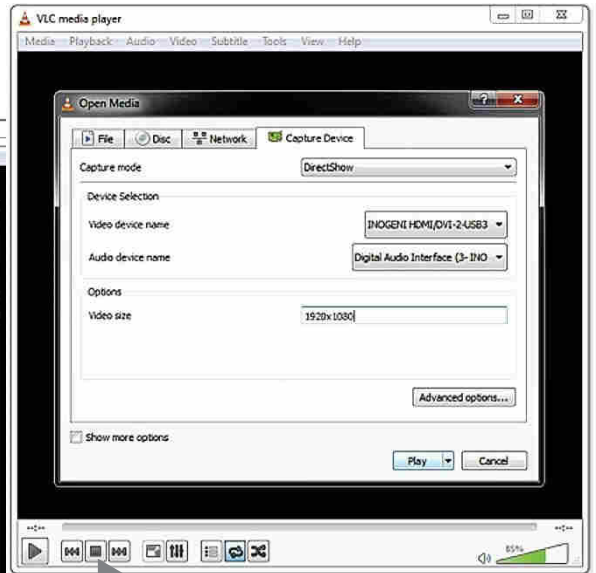 VLC media player
Media Playback Audio Video Subtitle Tools View Help
Open Media
File Disc Network Capture Device
Capture mode DirectShow
Device Selection
Video device name INOGENI HDMI/DVI-2-USB3
Audio device name Digital Audio Interface (3- INO
Options
Video size 1920x1080
Advanced options...
Show more options
Play Cancel
--:-- --:--
85%